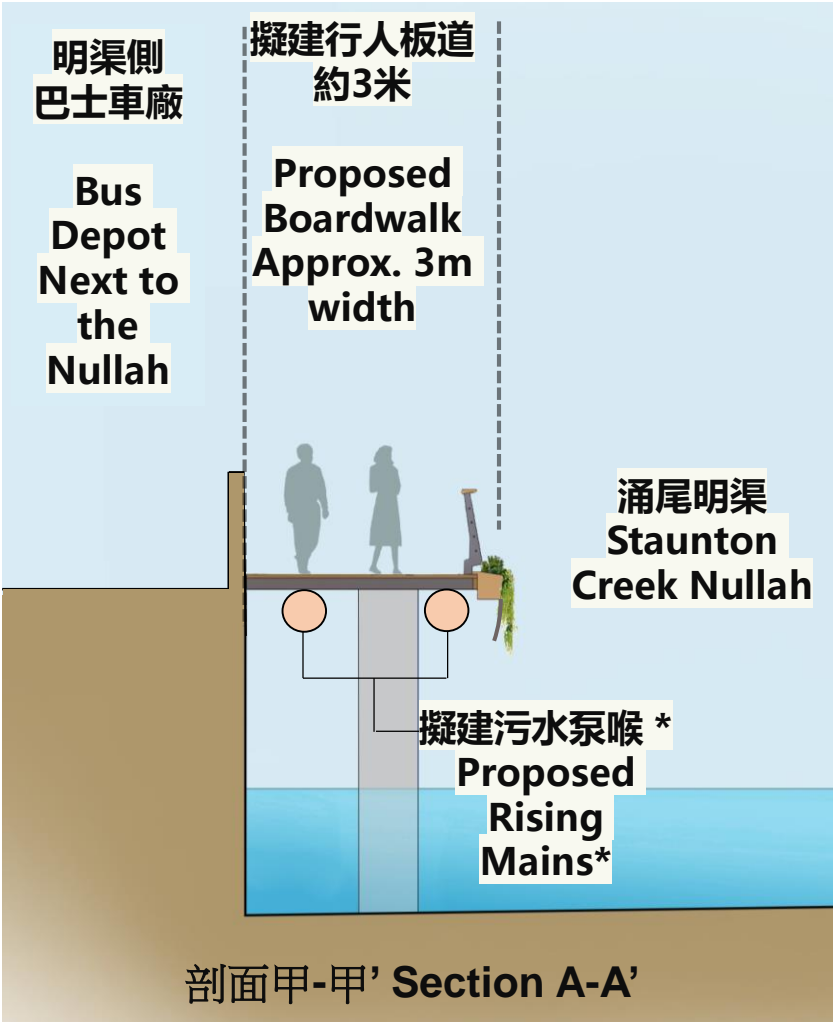 明渠側
巴士車廠
Bus
Depot
Next to
the
Nullah
擬建行人板道
約3米
Proposed
Boardwalk
Approx. 3m
width
涌尾明渠
Staunton
Creek Nullah
擬建污水泵喉 *
Proposed
Rising
Mains*
剖面甲-甲’ Section A-A’